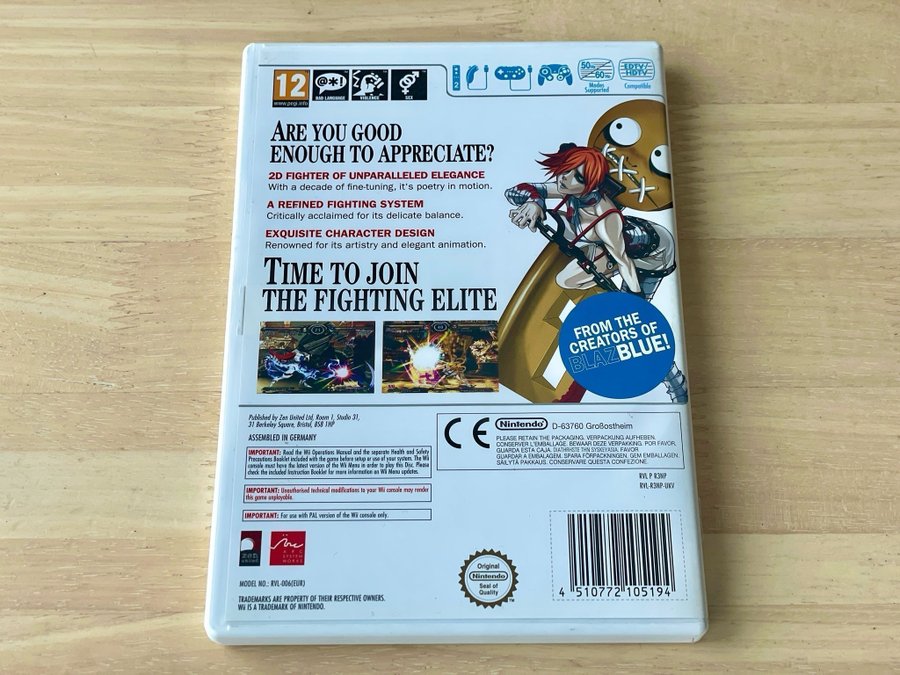 12
www.pegi.info
@*!
BAD LANGUAGE
VIOLENCE
SEX
2
50Hz
60Hz
Modes
Supported
EDTV/
HDTV
Compatible
ARE YOU GOOD
ENOUGH TO APPRECIATE?
2D FIGHTER OF UNPARALLELED ELEGANCE
With a decade of fine-tuning, it's poetry in motion.
A REFINED FIGHTING SYSTEM
Critically acclaimed for its delicate balance.
EXQUISITE CHARACTER DESIGN
Renowned for its artistry and elegant animation.
TIME TO JOIN
THE FIGHTING ELITE
FROM THE
CREATORS OF
BLAZBLUE!
Published by Zen United Ltd, Room 1, Studio 31,
31 Berkeley Square, Bristol, BS8 1HP
ASSEMBLED IN GERMANY
IMPORTANT: Read the Wii Operations Manual and the separate Health and Safety
Precautions Booklet included with the game before setup or use of your system. The Wii
console must have the latest version of the Wii Menu in order to play this Disc. Please
check the included Instruction Booklet for more information on Wii Menu updates.
IMPORTANT: Unauthorised technical modifications to your Wii console may render
this game unplayable.
IMPORTANT: For use with PAL version of the Wii console only.
CE
Nintendo
D-63760 Großostheim
PLEASE RETAIN THE PACKAGING. VERPACKUNG AUFHEBEN.
CONSERVER L'EMBALLAGE. BEWAAR DEZE VERPAKKING. POR FAVOR,
GUARDA ESTA CAJA. ΔΙΑΤΗΡΗΣΤΕ ΤΗΝ ΣΥΣΚΕΥΑΣΙΑ. FAVOR
GUARDAR A EMBALAGEM. SPARA FÖRPACKNINGEN. GEM EMBALLAGEN.
SÄILYTÄ PAKKAUS. CONSERVARE QUESTA CONFEZIONE.
RVL P R3NP
RVL-R3NP-UKV
zen
united
ARC
SYSTEM
WORKS
MODEL NO.: RVL-006(EUR)
TRADEMARKS ARE PROPERTY OF THEIR RESPECTIVE OWNERS.
Wii IS A TRADEMARK OF NINTENDO.
Original
Nintendo
Seal of
Quality
4 510772 105194